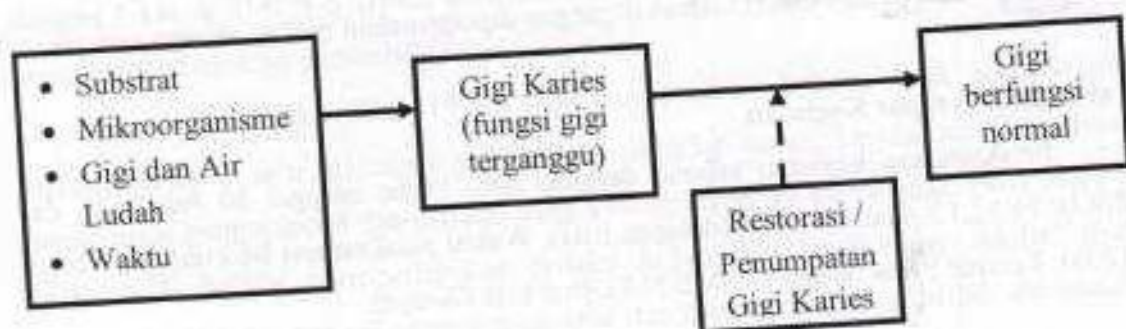 • Substrat
• Mikroorganisme
• Gigi dan Air
Ludah
• Waktu
Gigi Karies
(fungsi gigi
terganggu)
Gigi
berfungsi
normal
Restorasi /
Penumpatan
Gigi Karies